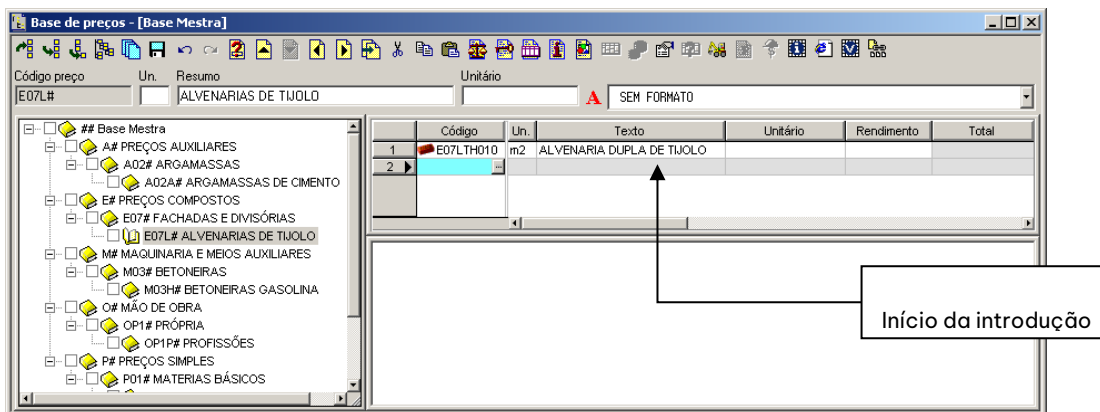 Base de preços - [Base Mestra]
Código preço Un. Resumo Unitário
E07L# ALVENARIAS DE TIJOLO A SEM FORMATO
## Base Mestra
A# PREÇOS AUXILIARES
A02# ARGAMASSAS
A02A# ARGAMASSAS DE CIMENTO
E# PREÇOS COMPOSTOS
E07# FACHADAS E DIVISÓRIAS
E07L# ALVENARIAS DE TIJOLO
M# MAQUINARIA E MEIOS AUXILIARES
M03# BETONEIRAS
M03H# BETONEIRAS GASOLINA
O# MÃO DE OBRA
OP1# PRÓPRIA
OP1P# PROFISSÕES
P# PREÇOS SIMPLES
P01# MATERIAS BÁSICOS
Código Un. Texto Unitário Rendimento Total
1 E07LTH010 m2 ALVENARIA DUPLA DE TIJOLO
2 ...
Início da introdução